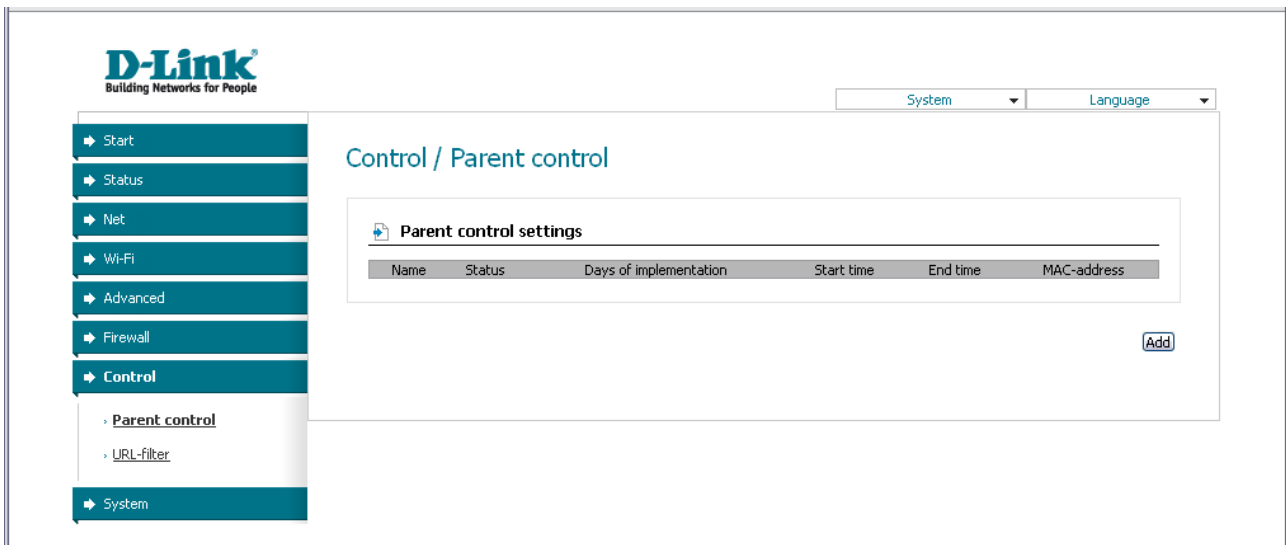 D-Link
Building Networks for People
System Language
Start
Status
Net
Wi-Fi
Advanced
Firewall
Control
Parent control
URL-filter
System
Control / Parent control
Parent control settings
Name Status Days of implementation Start time End time MAC-address
Add